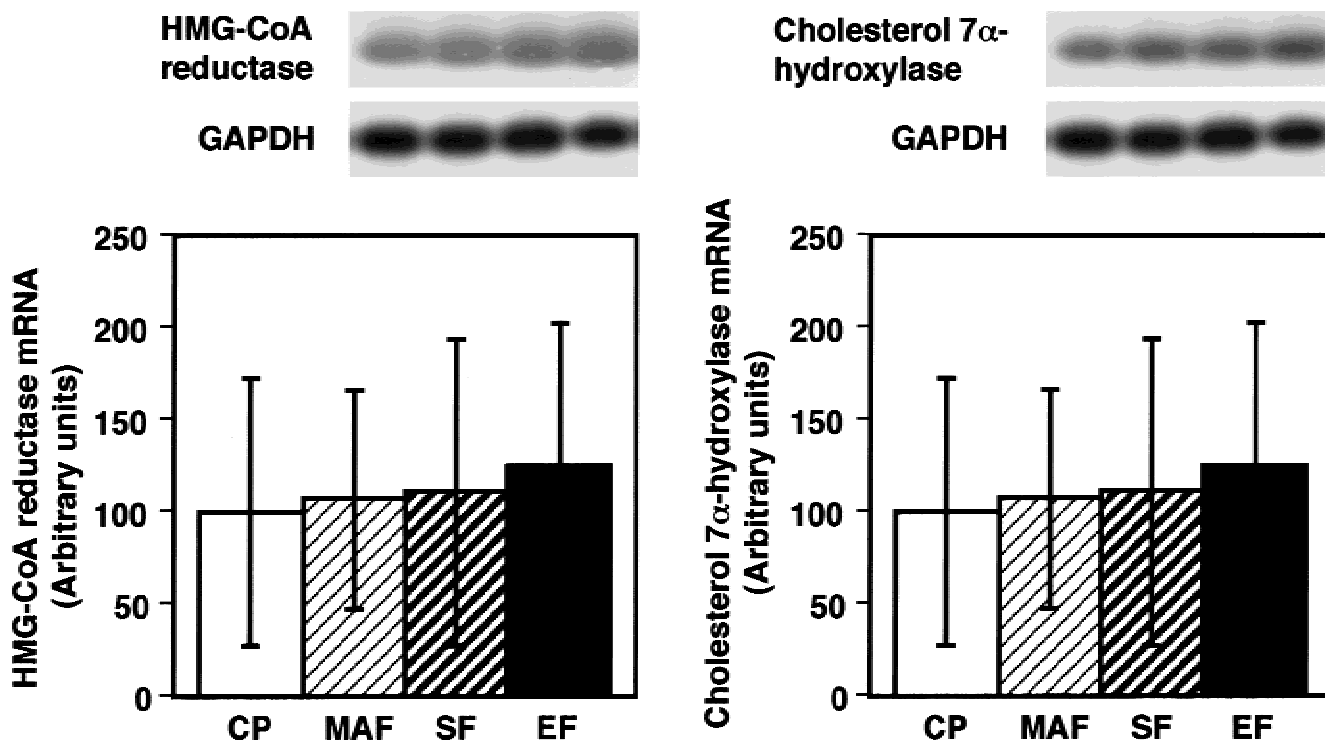 HMG-CoA
reductase
GAPDH
Cholesterol 7α-
hydroxylase
GAPDH
HMG-CoA reductase mRNA
(Arbitrary units)
250
200
150
100
50
0
CP MAF SF EF
Cholesterol 7α-hydroxylase mRNA
(Arbitrary units)
250
200
150
100
50
0
CP MAF SF EF